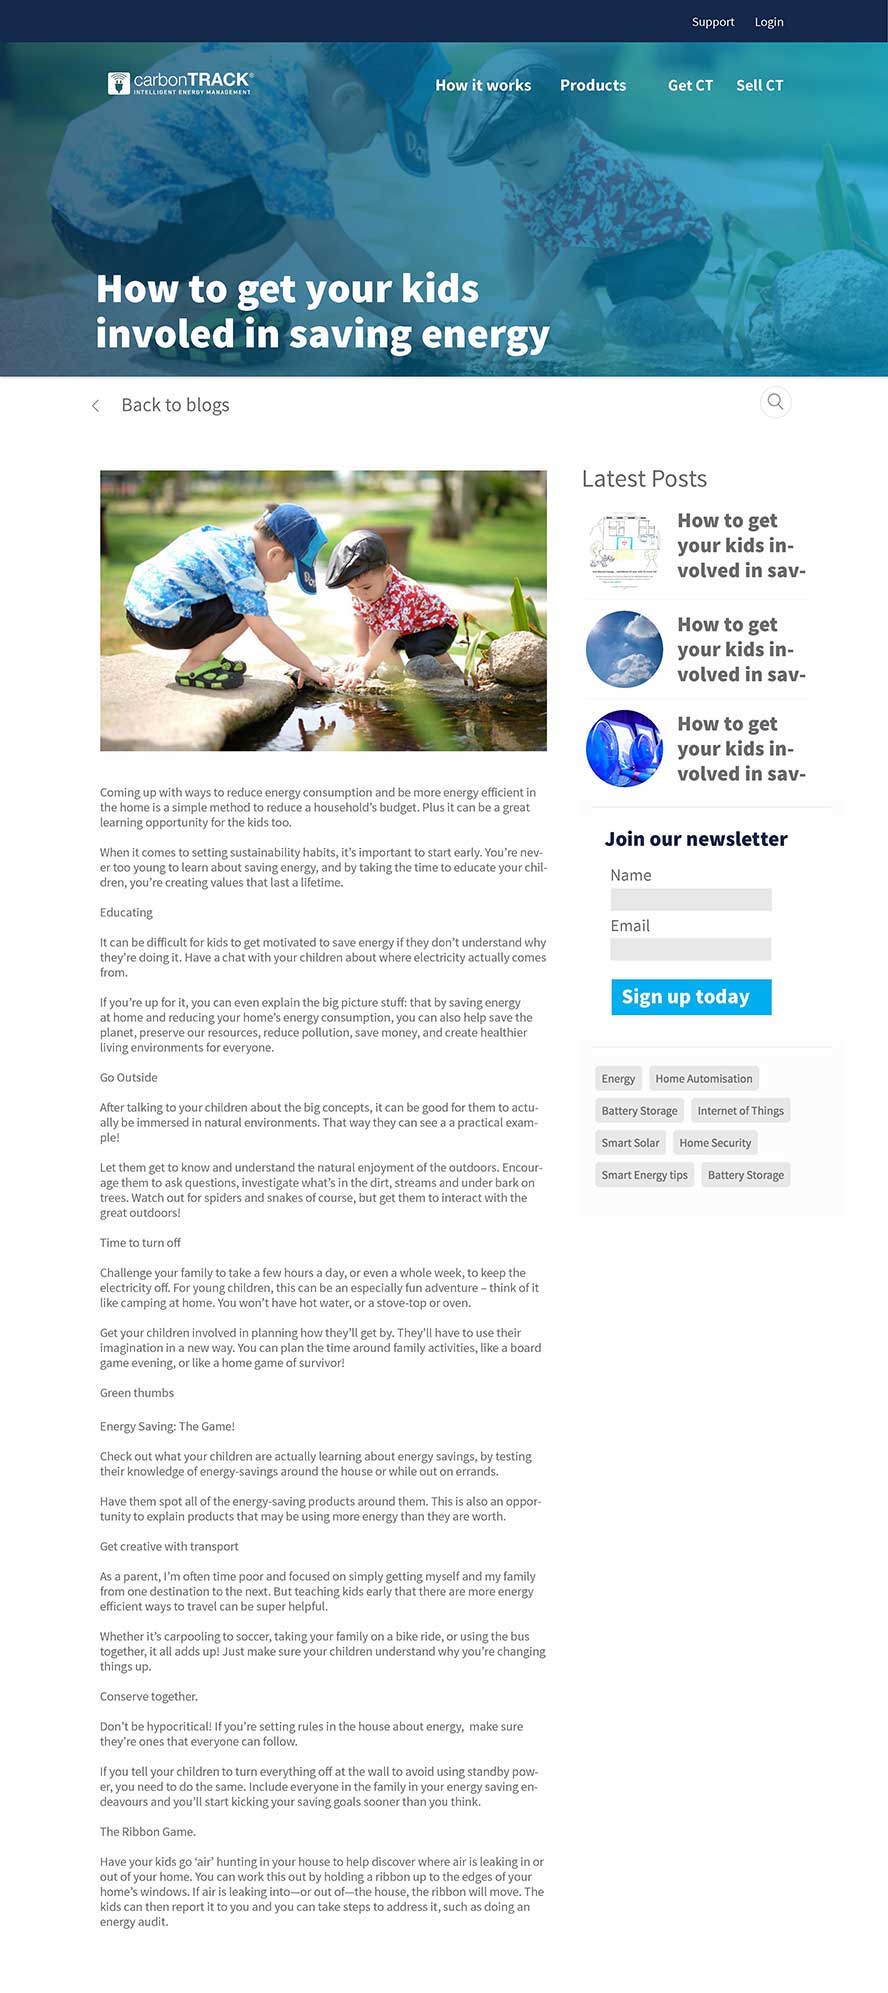 Support Login
carbonTRACK®
INTELLIGENT ENERGY MANAGEMENT
How it works Products Get CT Sell CT
How to get your kids
involed in saving energy
Back to blogs
Coming up with ways to reduce energy consumption and be more energy efficient in
the home is a simple method to reduce a household's budget. Plus it can be a great
learning opportunity for the kids too.
When it comes to setting sustainability habits, it's important to start early. You're nev-
er too young to learn about saving energy, and by taking the time to educate your chil-
dren, you're creating values that last a lifetime.
Educating
It can be difficult for kids to get motivated to save energy if they don't understand why
they're doing it. Have a chat with your children about where electricity actually comes
from.
If you're up for it, you can even explain the big picture stuff: that by saving energy
at home and reducing your home's energy consumption, you can also help save the
planet, preserve our resources, reduce pollution, save money, and create healthier
living environments for everyone.
Go Outside
After talking to your children about the big concepts, it can be good for them to actu-
ally be immersed in natural environments. That way they can see a a practical exam-
ple!
Let them get to know and understand the natural enjoyment of the outdoors. Encour-
age them to ask questions, investigate what's in the dirt, streams and under bark on
trees. Watch out for spiders and snakes of course, but get them to interact with the
great outdoors!
Time to turn off
Challenge your family to take a few hours a day, or even a whole week, to keep the
electricity off. For young children, this can be an especially fun adventure – think of it
like camping at home. You won't have hot water, or a stove-top or oven.
Get your children involved in planning how they'll get by. They'll have to use their
imagination in a new way. You can plan the time around family activities, like a board
game evening, or like a home game of survivor!
Green thumbs
Energy Saving: The Game!
Check out what your children are actually learning about energy savings, by testing
their knowledge of energy-savings around the house or while out on errands.
Have them spot all of the energy-saving products around them. This is also an oppor-
tunity to explain products that may be using more energy than they are worth.
Get creative with transport
As a parent, I'm often time poor and focused on simply getting myself and my family
from one destination to the next. But teaching kids early that there are more energy
efficient ways to travel can be super helpful.
Whether it's carpooling to soccer, taking your family on a bike ride, or using the bus
together, it all adds up! Just make sure your children understand why you're changing
things up.
Conserve together.
Don't be hypocritical! If you're setting rules in the house about energy, make sure
they're ones that everyone can follow.
If you tell your children to turn everything off at the wall to avoid using standby pow-
er, you need to do the same. Include everyone in the family in your energy saving en-
deavours and you'll start kicking your saving goals sooner than you think.
The Ribbon Game.
Have your kids go 'air' hunting in your house to help discover where air is leaking in or
out of your home. You can work this out by holding a ribbon up to the edges of your
home's windows. If air is leaking into—or out of—the house, the ribbon will move. The
kids can then report it to you and you can take steps to address it, such as doing an
energy audit.
Latest Posts
How to get
your kids in-
volved in sav-
How to get
your kids in-
volved in sav-
How to get
your kids in-
volved in sav-
Join our newsletter
Name
Email
Sign up today
Energy Home Automisation
Battery Storage Internet of Things
Smart Solar Home Security
Smart Energy tips Battery Storage